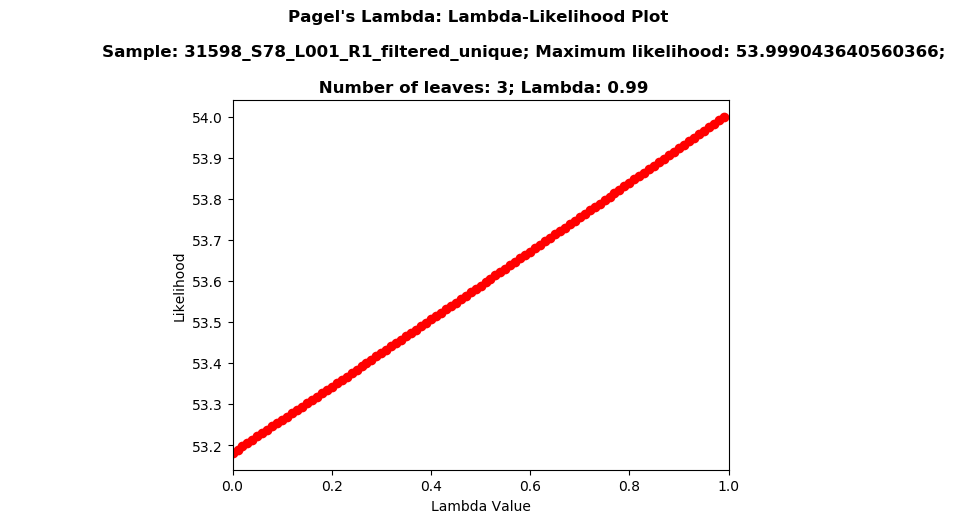 Pagel's Lambda: Lambda-Likelihood Plot
Sample: 31598_S78_L001_R1_filtered_unique; Maximum likelihood: 53.999043640560366;
Number of leaves: 3; Lambda: 0.99
54.0
53.9
53.8
53.7
53.6
53.5
53.4
53.3
53.2
Likelihood
0.0 0.2 0.4 0.6 0.8 1.0
Lambda Value